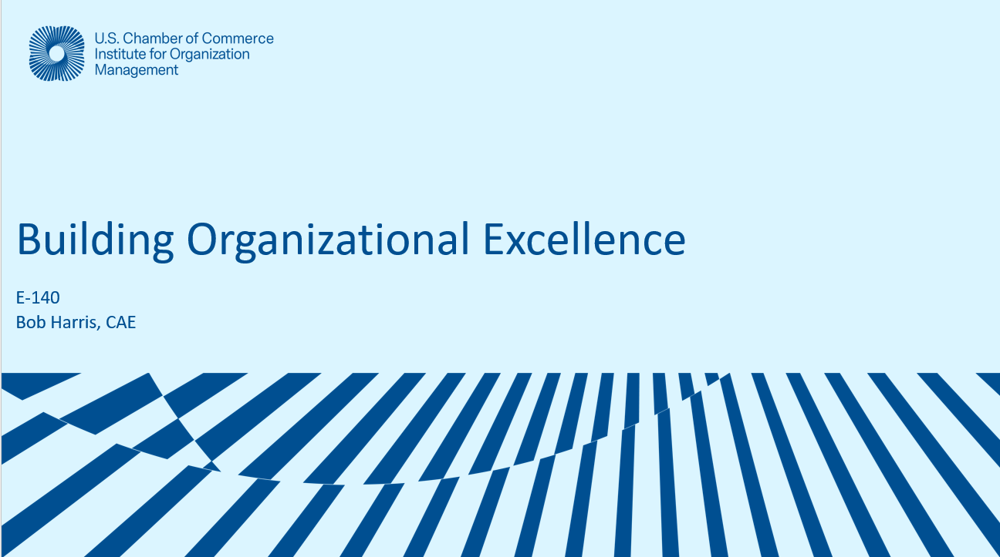 U.S. Chamber of Commerce
Institute for Organization
Management
Building Organizational Excellence
E-140
Bob Harris, CAE